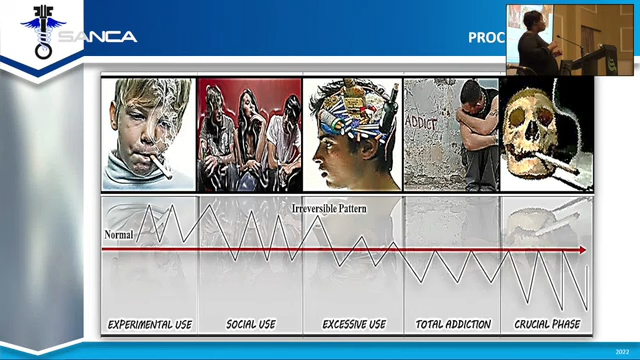 SANCA
PROC
ADDICT
Irreversible Pattern
Normal
EXPERIMENTAL USE
SOCIAL USE
EXCESSIVE USE
TOTAL ADDICTION
CRUCIAL PHASE
2022